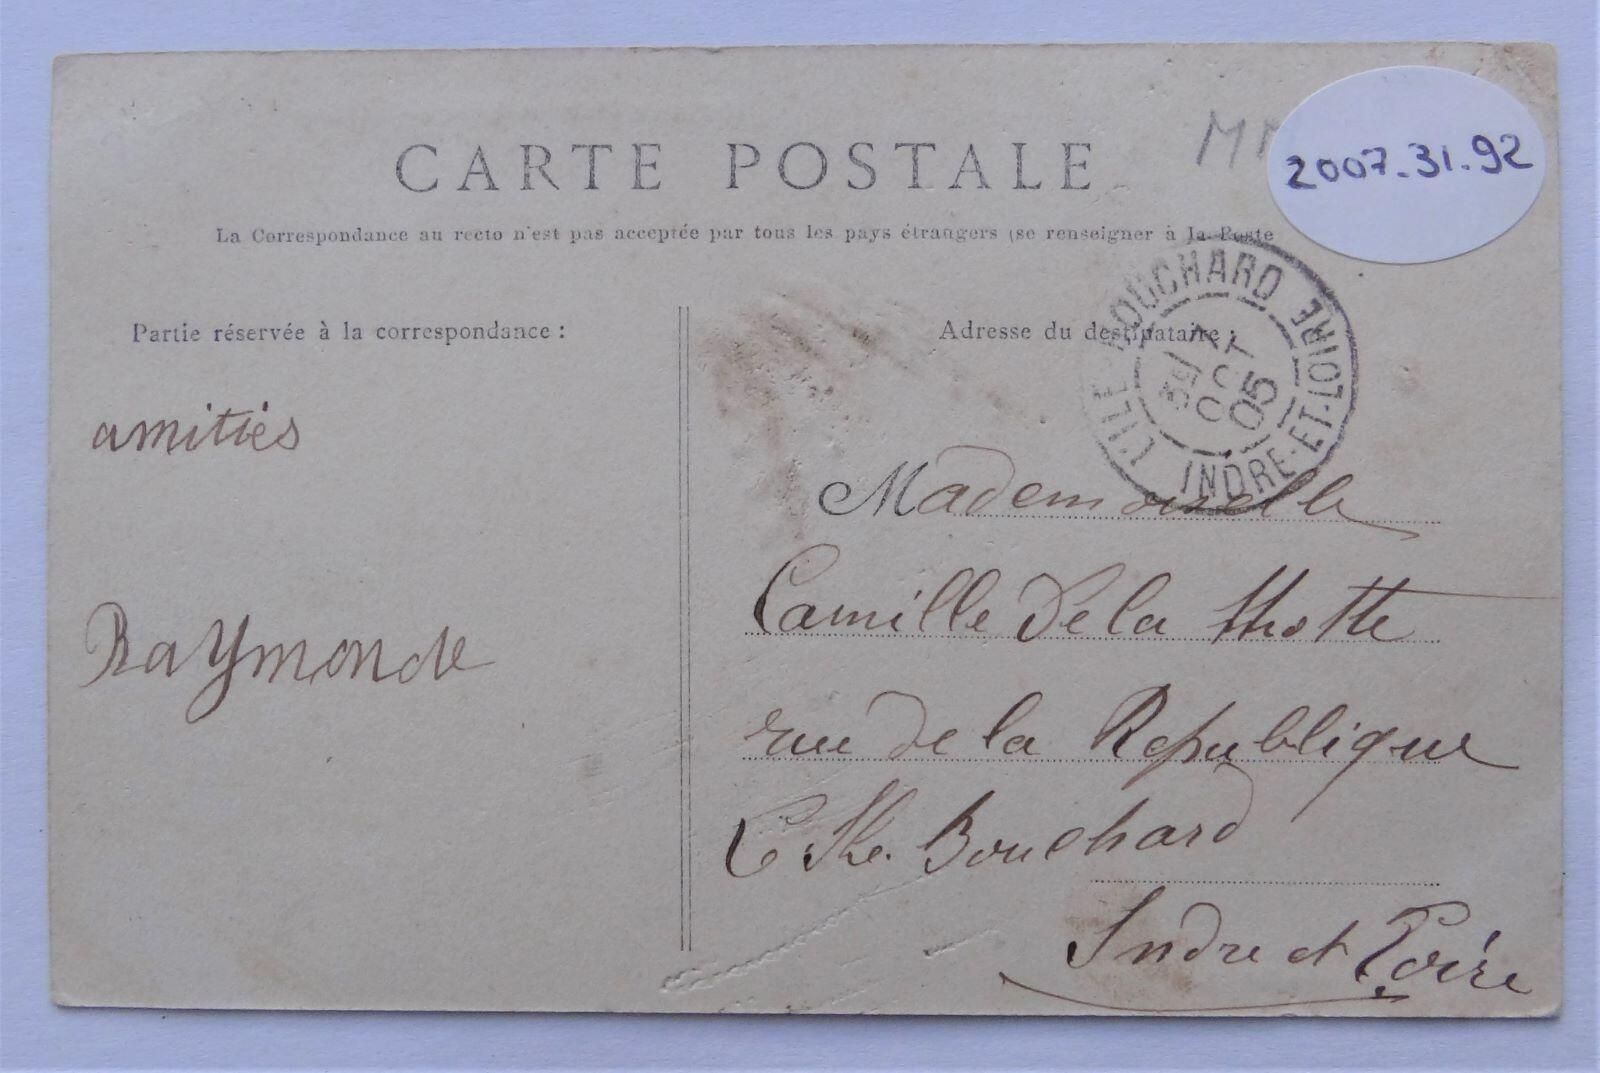 CARTE POSTALE
2007.31.92
La Correspondance au recto n'est pas acceptée par tous les pays étrangers (se renseigner à la Poste
Partie réservée à la correspondance :
amitiés
Raymonde
Adresse du destinataire :
L'ILE-BOUCHARD
INDRE-ET-LOIRE
OCT
05
Mademoiselle
Camille De la Motte
rue de la Republique
Bouchard
Indre et Loire